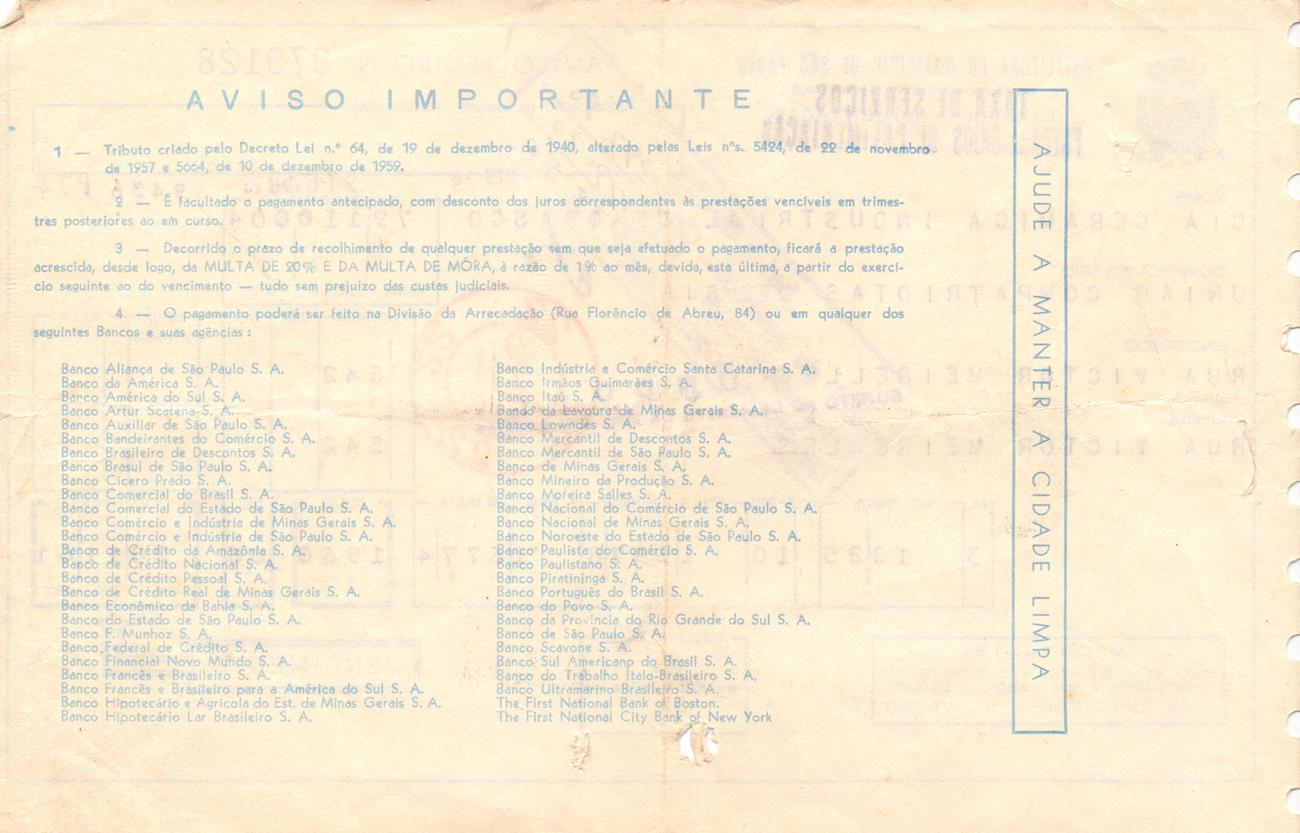 AVISO IMPORTANTE
1 — Tributo criado pelo Decreto Lei n.º 64, de 19 de dezembro de 1940, alterado pelas Leis nºs. 5424, de 22 de novembro
de 1957 e 5664, de 10 de dezembro de 1959.
2 — É facultado o pagamento antecipado, com desconto dos juros correspondentes às prestações vencíveis em trimes-
tres posteriores ao em curso.
3 — Decorrido o prazo de recolhimento de qualquer prestação sem que seja efetuado o pagamento, ficará a prestação
acrescida, desde logo, da MULTA DE 20% E DA MULTA DE MÓRA, à razão de 1% ao mês, devida, esta última, a partir do exercí-
cio seguinte ao do vencimento — tudo sem prejuizo das custas judiciais.
4 — O pagamento poderá ser feito na Divisão da Arrecadação (Rua Florêncio de Abreu, 84) ou em qualquer dos
seguintes Bancos e suas agências :
Banco Aliança de São Paulo S. A.
Banco da América S. A.
Banco América do Sul S. A.
Banco Artur Scatena S. A.
Banco Auxiliar de São Paulo S. A.
Banco Bandeirantes do Comércio S. A.
Banco Brasileiro de Descontos S. A.
Banco Brasul de São Paulo S. A.
Banco Cicero Prado S. A.
Banco Comercial do Brasil S. A.
Banco Comercial do Estado de São Paulo S. A.
Banco Comércio e Indústria de Minas Gerais S. A.
Banco Comércio e Indústria de São Paulo S. A.
Banco de Crédito da Amazônia S. A.
Banco de Crédito Nacional S. A.
Banco de Crédito Pessoal S. A.
Banco de Crédito Real de Minas Gerais S. A.
Banco Econômico da Bahia S. A.
Banco do Estado de São Paulo S. A.
Banco F. Munhoz S. A.
Banco Federal de Crédito S. A.
Banco Financial Novo Mundo S. A.
Banco Francês e Brasileiro S. A.
Banco Francês e Brasileiro para a América do Sul S. A.
Banco Hipotecário e Agricola do Est. de Minas Gerais S. A.
Banco Hipotecário Lar Brasileiro S. A.
Banco Indústria e Comércio Santa Catarina S. A.
Banco Irmãos Guimarães S. A.
Banco Itaú S. A.
Bando da Lavoura de Minas Gerais S. A.
Banco Lowndes S. A.
Banco Mercantil de Descontos S. A.
Banco Mercantil de São Paulo S. A.
Banco de Minas Gerais S. A.
Banco Mineiro da Produção S. A.
Banco Moreira Salles S. A.
Banco Nacional do Comércio de São Paulo S. A.
Banco Nacional de Minas Gerais S. A.
Banco Noroeste do Estado de São Paulo S. A.
Banco Paulista do Comércio S. A.
Banco Paulistano S. A.
Banco Piratininga S. A.
Banco Português do Brasil S. A.
Banco do Povo S. A.
Banco da Província do Rio Grande do Sul S. A.
Banco de São Paulo S. A.
Banco Scavone S. A.
Banco Sul Americano do Brasil S. A.
Banco do Trabalho Italo-Brasileiro S. A.
Banco Ultramarino Brasileiro S. A.
The First National Bank of Boston.
The First National City Bank of New York
AJUDE A MANTER A CIDADE LIMPA